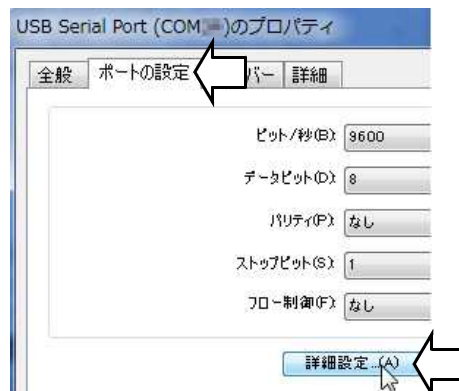 USB Serial Port (COM )のプロパティ
全般 ポートの設定 バー 詳細
ビット/秒(B): 9600
データビット(D): 8
パリティ(P): なし
ストップビット(S): 1
フロー制御(F): なし
詳細設定...(A)